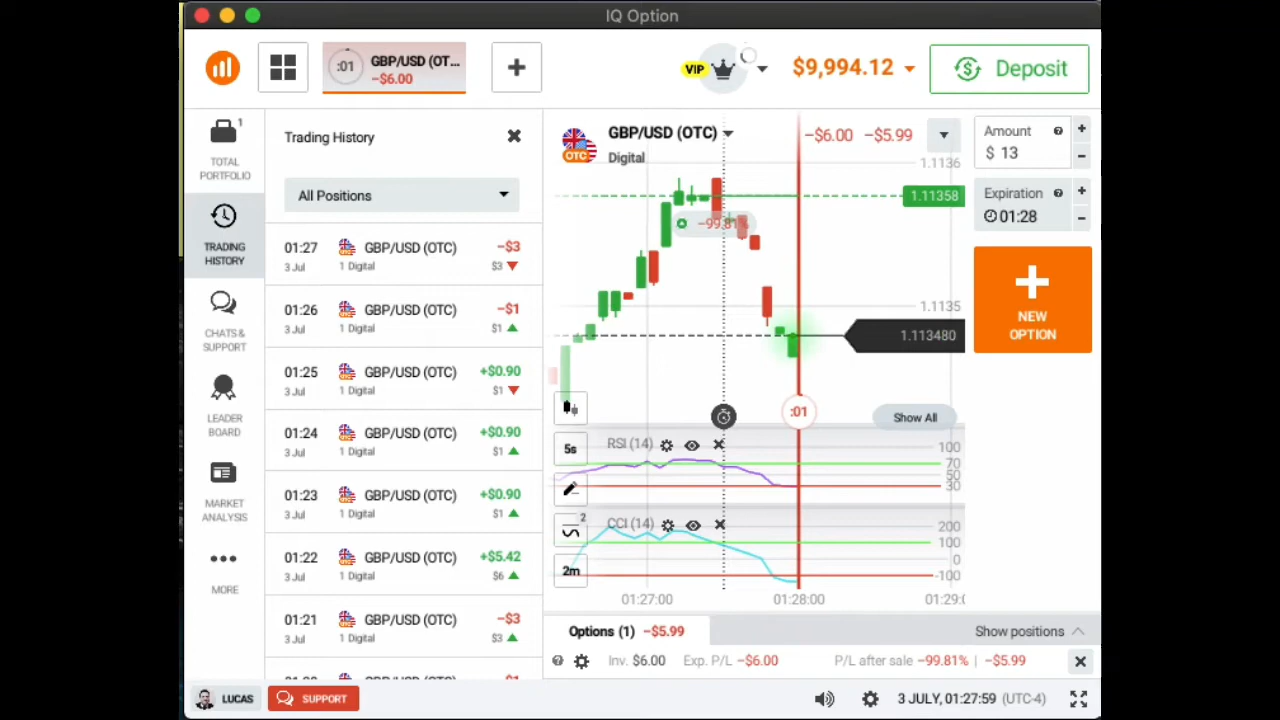 IQ Option
:01 GBP/USD (OT...
−$6.00
VIP
$9,994.12
Deposit
1
TOTAL
PORTFOLIO
TRADING
HISTORY
CHATS &
SUPPORT
LEADER
BOARD
MARKET
ANALYSIS
MORE
Trading History
All Positions
01:27 GBP/USD (OTC) −$3
3 Jul 1 Digital $3
01:26 GBP/USD (OTC) −$1
3 Jul 1 Digital $1
01:25 GBP/USD (OTC) +$0.90
3 Jul 1 Digital $1
01:24 GBP/USD (OTC) +$0.90
3 Jul 1 Digital $1
01:23 GBP/USD (OTC) +$0.90
3 Jul 1 Digital $1
01:22 GBP/USD (OTC) +$5.42
3 Jul 1 Digital $6
01:21 GBP/USD (OTC) −$3
3 Jul 1 Digital $3
OTC
GBP/USD (OTC)
Digital
−$6.00 −$5.99
1.1136
1.11358
−99.81%
1.1135
1.113480
:01
Show All
5s
RSI (14)
100
70
50
30
2
CCI (14)
200
100
0
-100
2m
01:27:00 01:28:00 01:29:0
Amount
$ 13
Expiration
01:28
NEW
OPTION
Options (1) −$5.99
Show positions
Inv. $6.00 Exp. P/L −$6.00 P/L after sale −99.81% | −$5.99
LUCAS
SUPPORT
3 JULY, 01:27:59 (UTC-4)